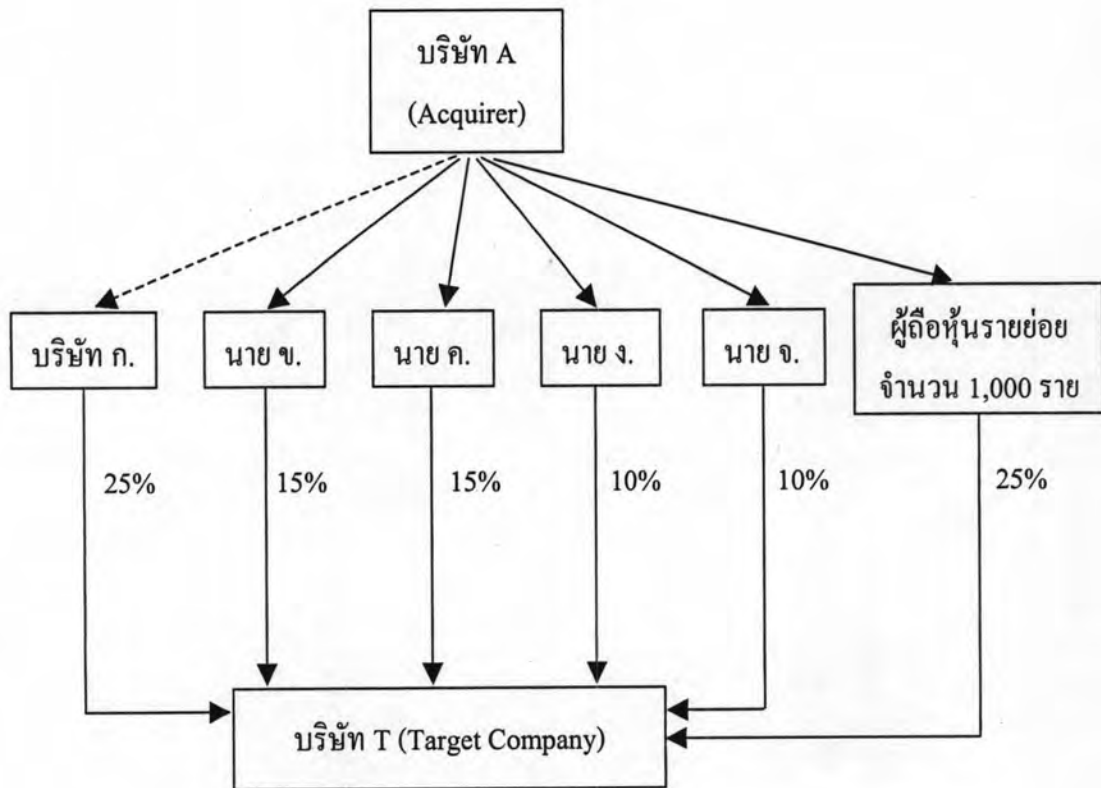 บริษัท A
(Acquirer)
บริษัท ก.
นาย ข.
นาย ค.
นาย ง.
นาย จ.
ผู้ถือหุ้นรายย่อย
จำนวน 1,000 ราย
25%
15%
15%
10%
10%
25%
บริษัท T (Target Company)